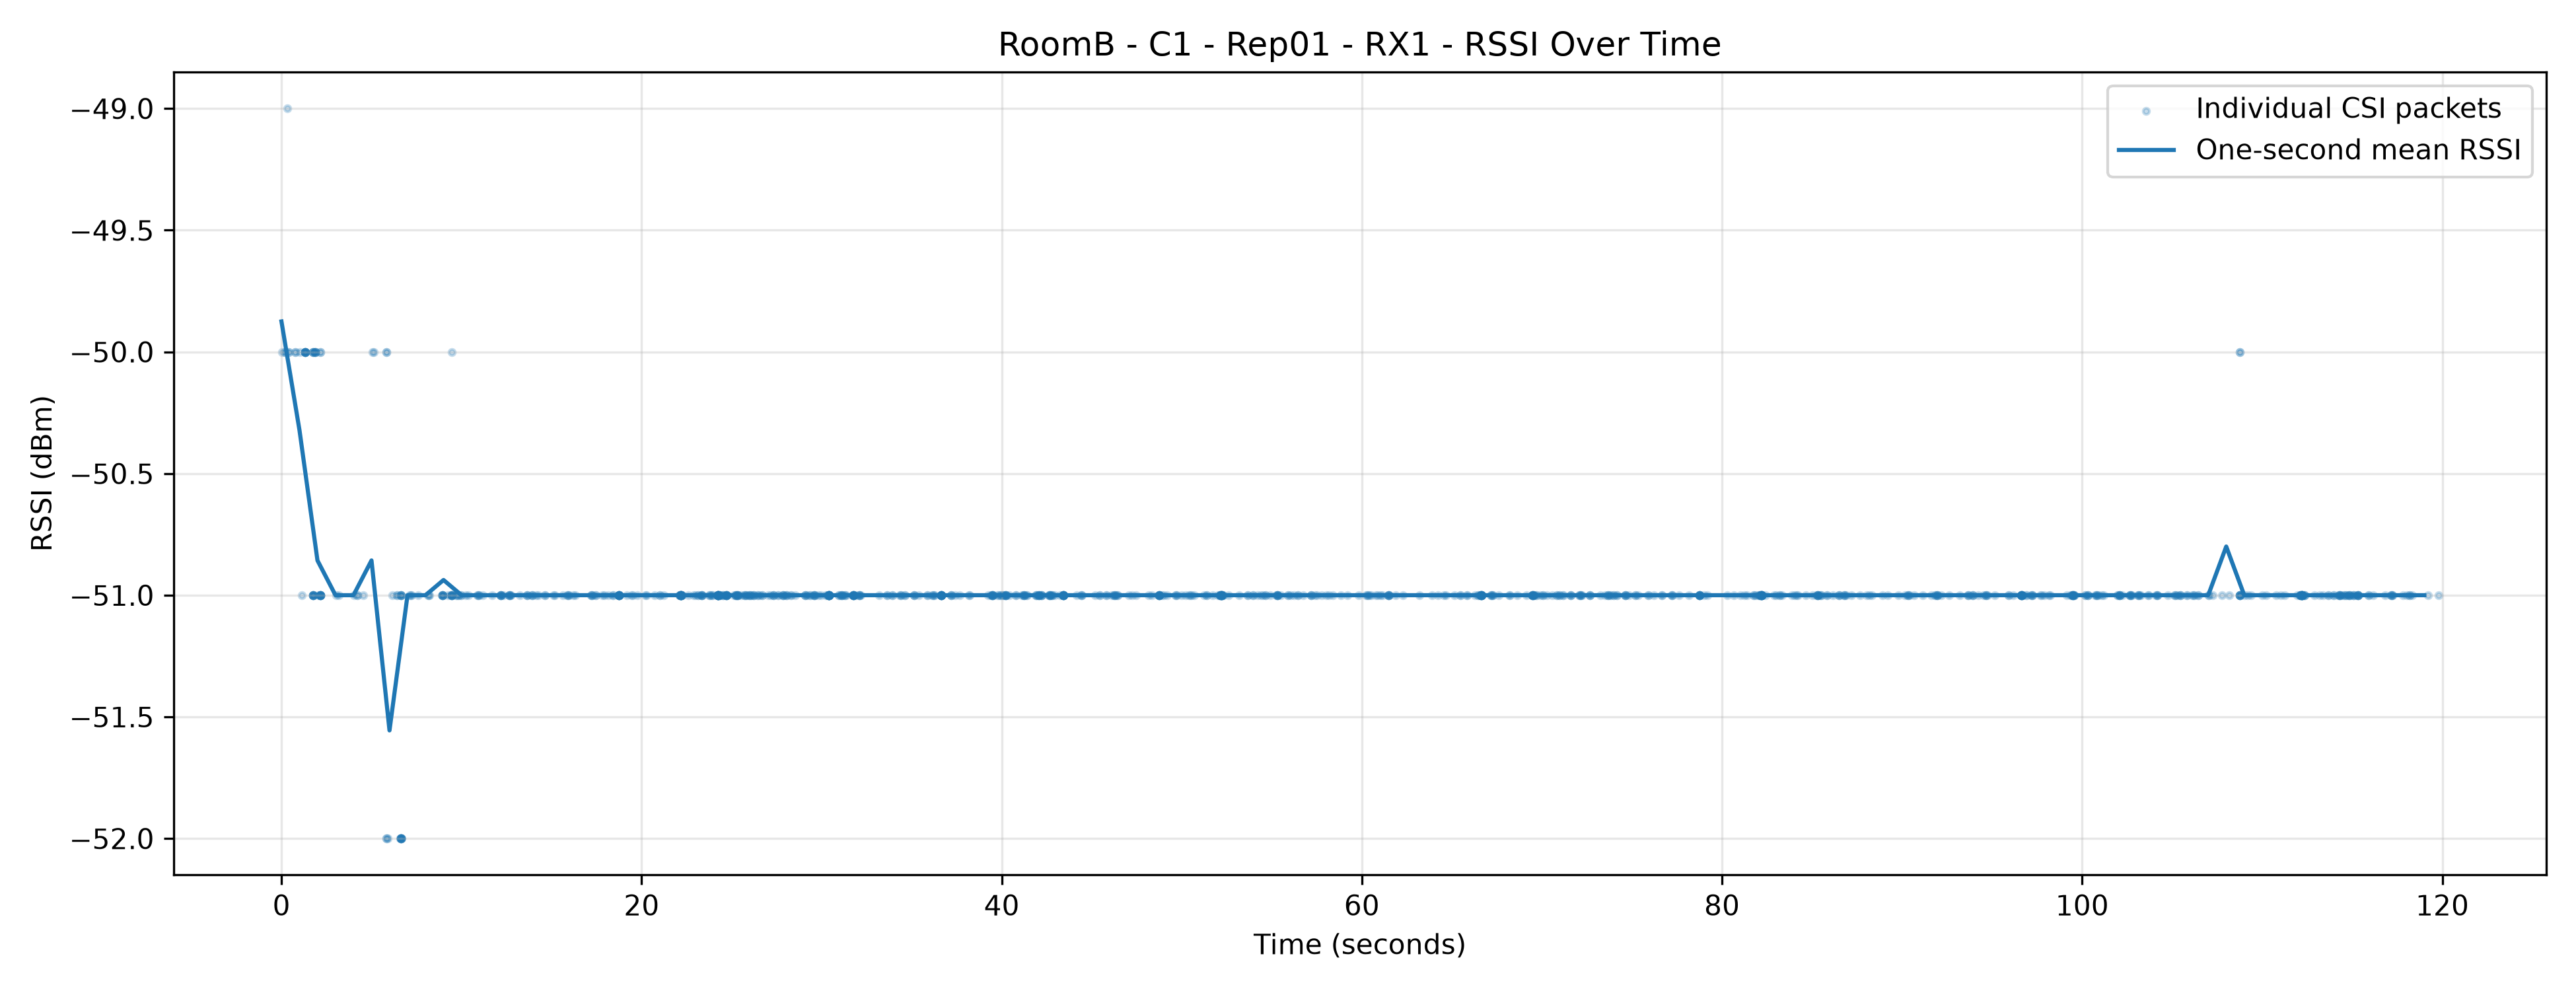 RoomB - C1 - Rep01 - RX1 - RSSI Over Time
Individual CSI packets
One-second mean RSSI
RSSI (dBm)
−49.0
−49.5
−50.0
−50.5
−51.0
−51.5
−52.0
0 20 40 60 80 100 120
Time (seconds)